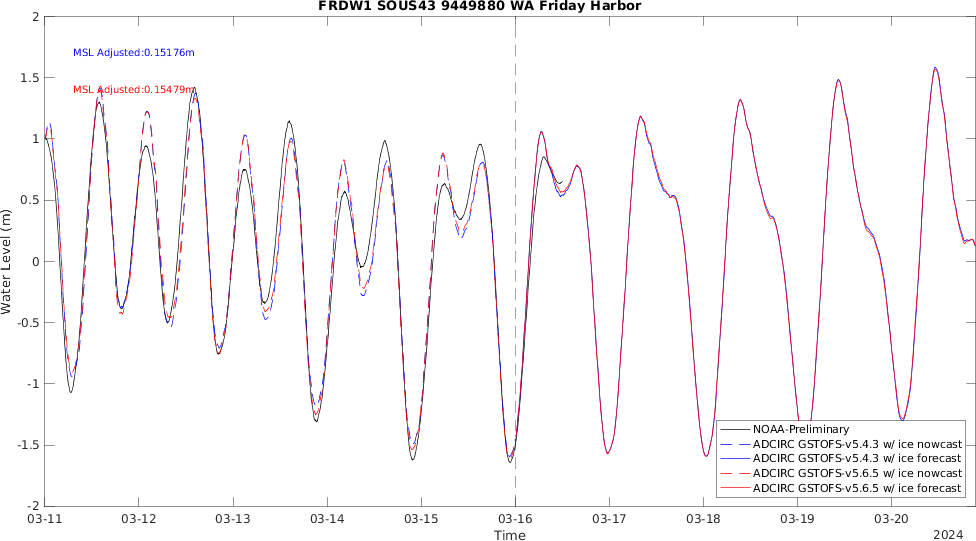 FRDW1 SOUS43 9449880 WA Friday Harbor
2
MSL Adjusted:0.15176m
1.5
MSL Adjusted:0.15479m
1
0.5
0
-0.5
-1
-1.5
-2
Water Level (m)
NOAA-Preliminary
ADCIRC GSTOFS-v5.4.3 w/ ice nowcast
ADCIRC GSTOFS-v5.4.3 w/ ice forecast
ADCIRC GSTOFS-v5.6.5 w/ ice nowcast
ADCIRC GSTOFS-v5.6.5 w/ ice forecast
03-11 03-12 03-13 03-14 03-15 03-16 03-17 03-18 03-19 03-20
Time
2024